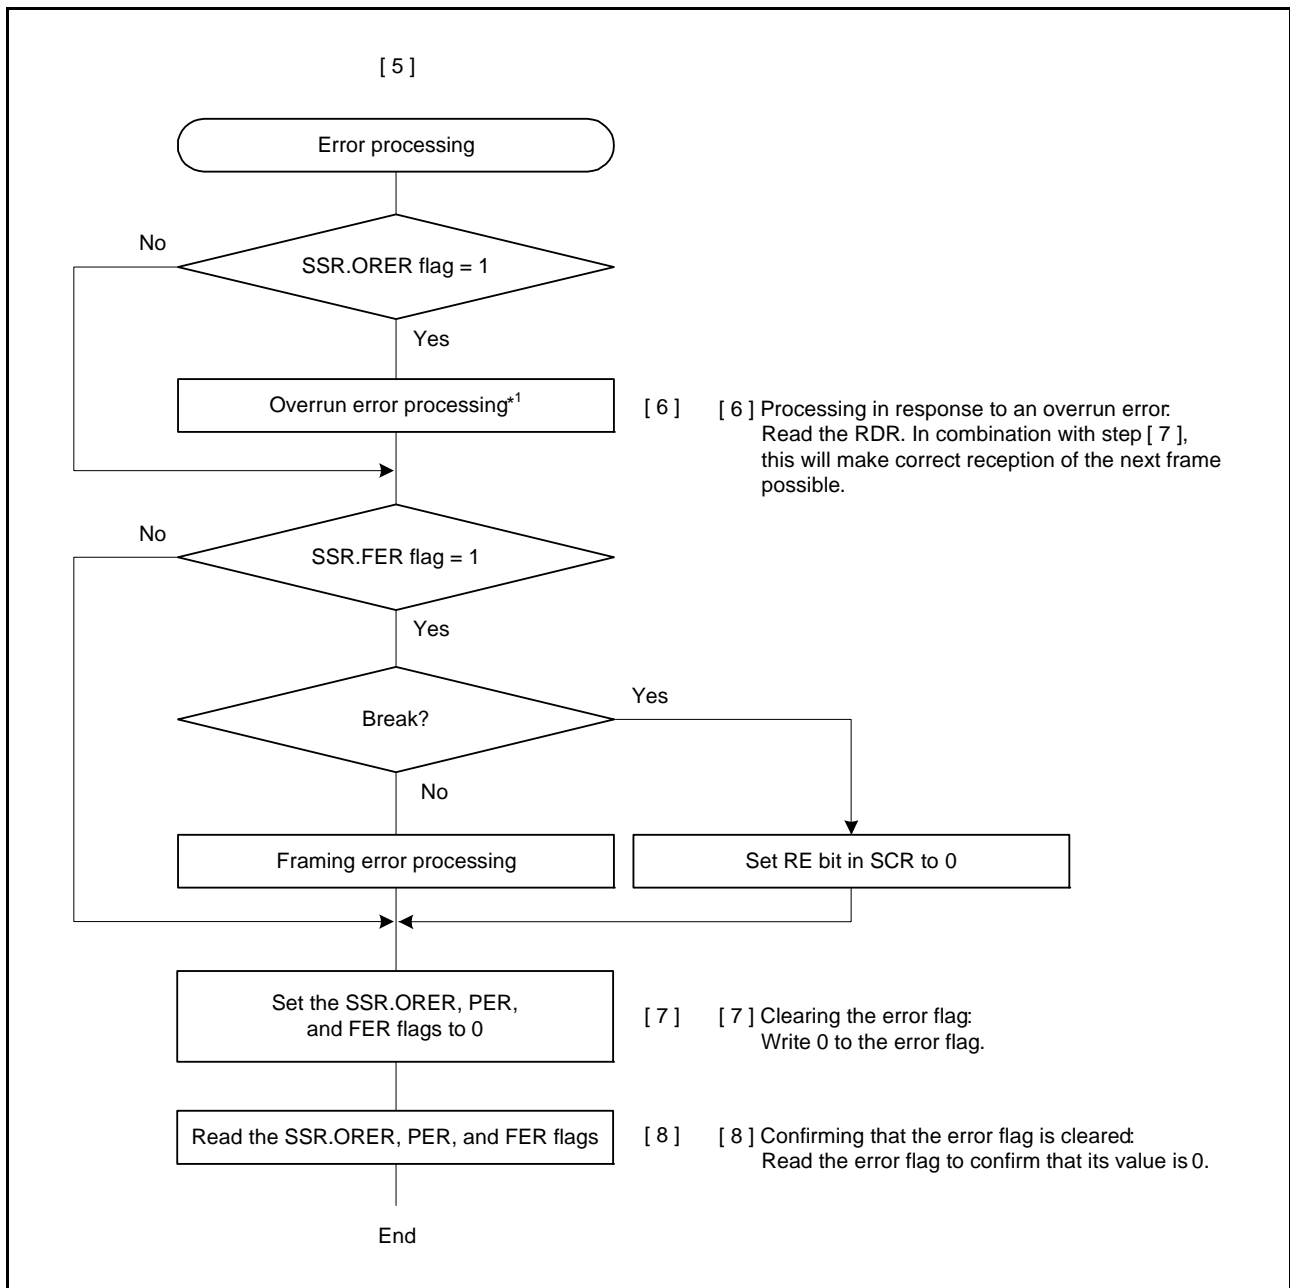 [ 5 ]
Error processing
No
SSR.ORER flag = 1
Yes
Overrun error processing*1
[ 6 ]
[ 6 ] Processing in response to an overrun error:
Read the RDR. In combination with step [ 7 ],
this will make correct reception of the next frame
possible.
No
SSR.FER flag = 1
Yes
Break?
Yes
No
Framing error processing
Set RE bit in SCR to 0
Set the SSR.ORER, PER,
and FER flags to 0
[ 7 ]
[ 7 ] Clearing the error flag:
Write 0 to the error flag.
Read the SSR.ORER, PER, and FER flags
[ 8 ]
[ 8 ] Confirming that the error flag is cleared:
Read the error flag to confirm that its value is 0.
End